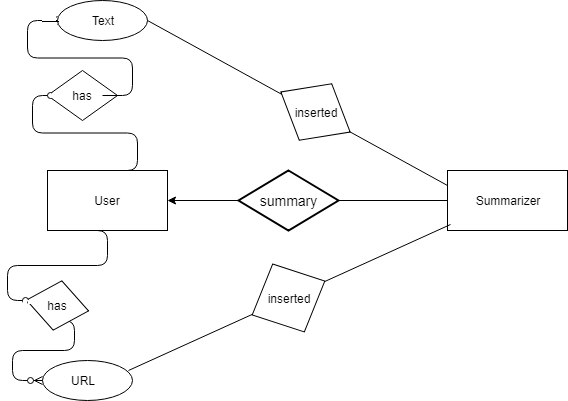 Text
has
inserted
User
summary
Summarizer
has
inserted
URL